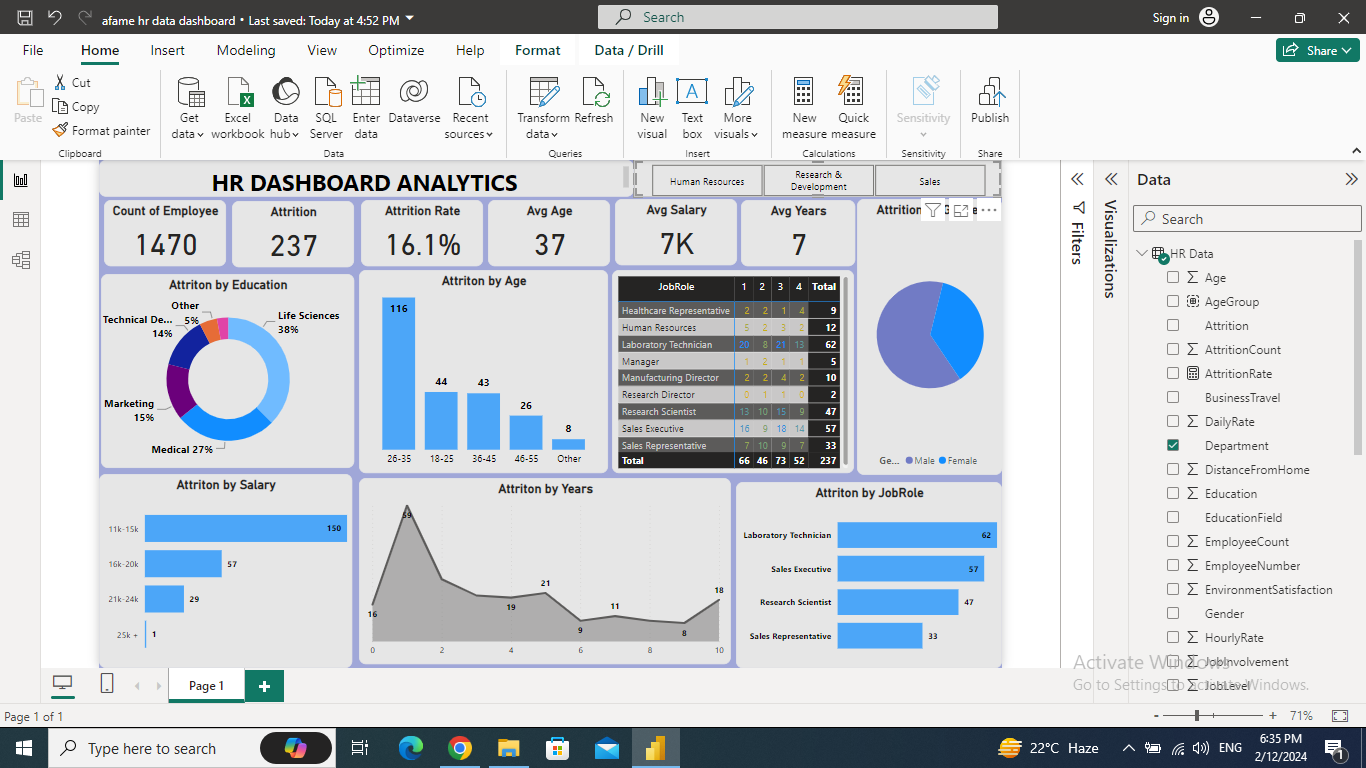 afame hr data dashboard • Last saved: Today at 4:52 PM
Search
Sign in
File Home Insert Modeling View Optimize Help Format Data / Drill
Share
Paste
Cut
Copy
Format painter
Clipboard
Get data
Excel workbook
Data hub
SQL Server
Enter data
Dataverse
Recent sources
Data
Transform data
Refresh
Queries
New visual
Text box
More visuals
Insert
New measure
Quick measure
Calculations
Sensitivity
Sensitivity
Publish
Share
HR DASHBOARD ANALYTICS
Human Resources
Research & Development
Sales
Count of Employee
1470
Attrition
237
Attrition Rate
16.1%
Avg Age
37
Avg Salary
7K
Avg Years
7
Attriton by Education
Other 5%
Technical De... 14%
Marketing 15%
Medical 27%
Life Sciences 38%
Attriton by Age
116
44
43
26
8
26-35 18-25 36-45 46-55 Other
JobRole 1 2 3 4 Total
Healthcare Representative 2 2 1 4 9
Human Resources 5 2 3 2 12
Laboratory Technician 20 8 21 13 62
Manager 1 2 1 1 5
Manufacturing Director 2 2 4 2 10
Research Director 0 1 1 0 2
Research Scientist 13 10 15 9 47
Sales Executive 16 9 18 14 57
Sales Representative 7 10 9 7 33
Total 66 46 73 52 237
Attrition
Ge... Male Female
Attriton by Salary
11k-15k 150
16k-20k 57
21k-24k 29
25k + 1
Attriton by Years
16
59
19
21
9
11
8
18
0 2 4 6 8 10
Attriton by JobRole
Laboratory Technician 62
Sales Executive 57
Research Scientist 47
Sales Representative 33
Filters
Visualizations
Data
Search
HR Data
Age
AgeGroup
Attrition
AttritionCount
AttritionRate
BusinessTravel
DailyRate
Department
DistanceFromHome
Education
EducationField
EmployeeCount
EmployeeNumber
EnvironmentSatisfaction
Gender
HourlyRate
JobInvolvement
JobLevel
Activate Windows
Go to Settings to activate Windows.
Page 1
Page 1 of 1
- + 71%
Type here to search
22°C Haze
ENG
6:35 PM
2/12/2024
1